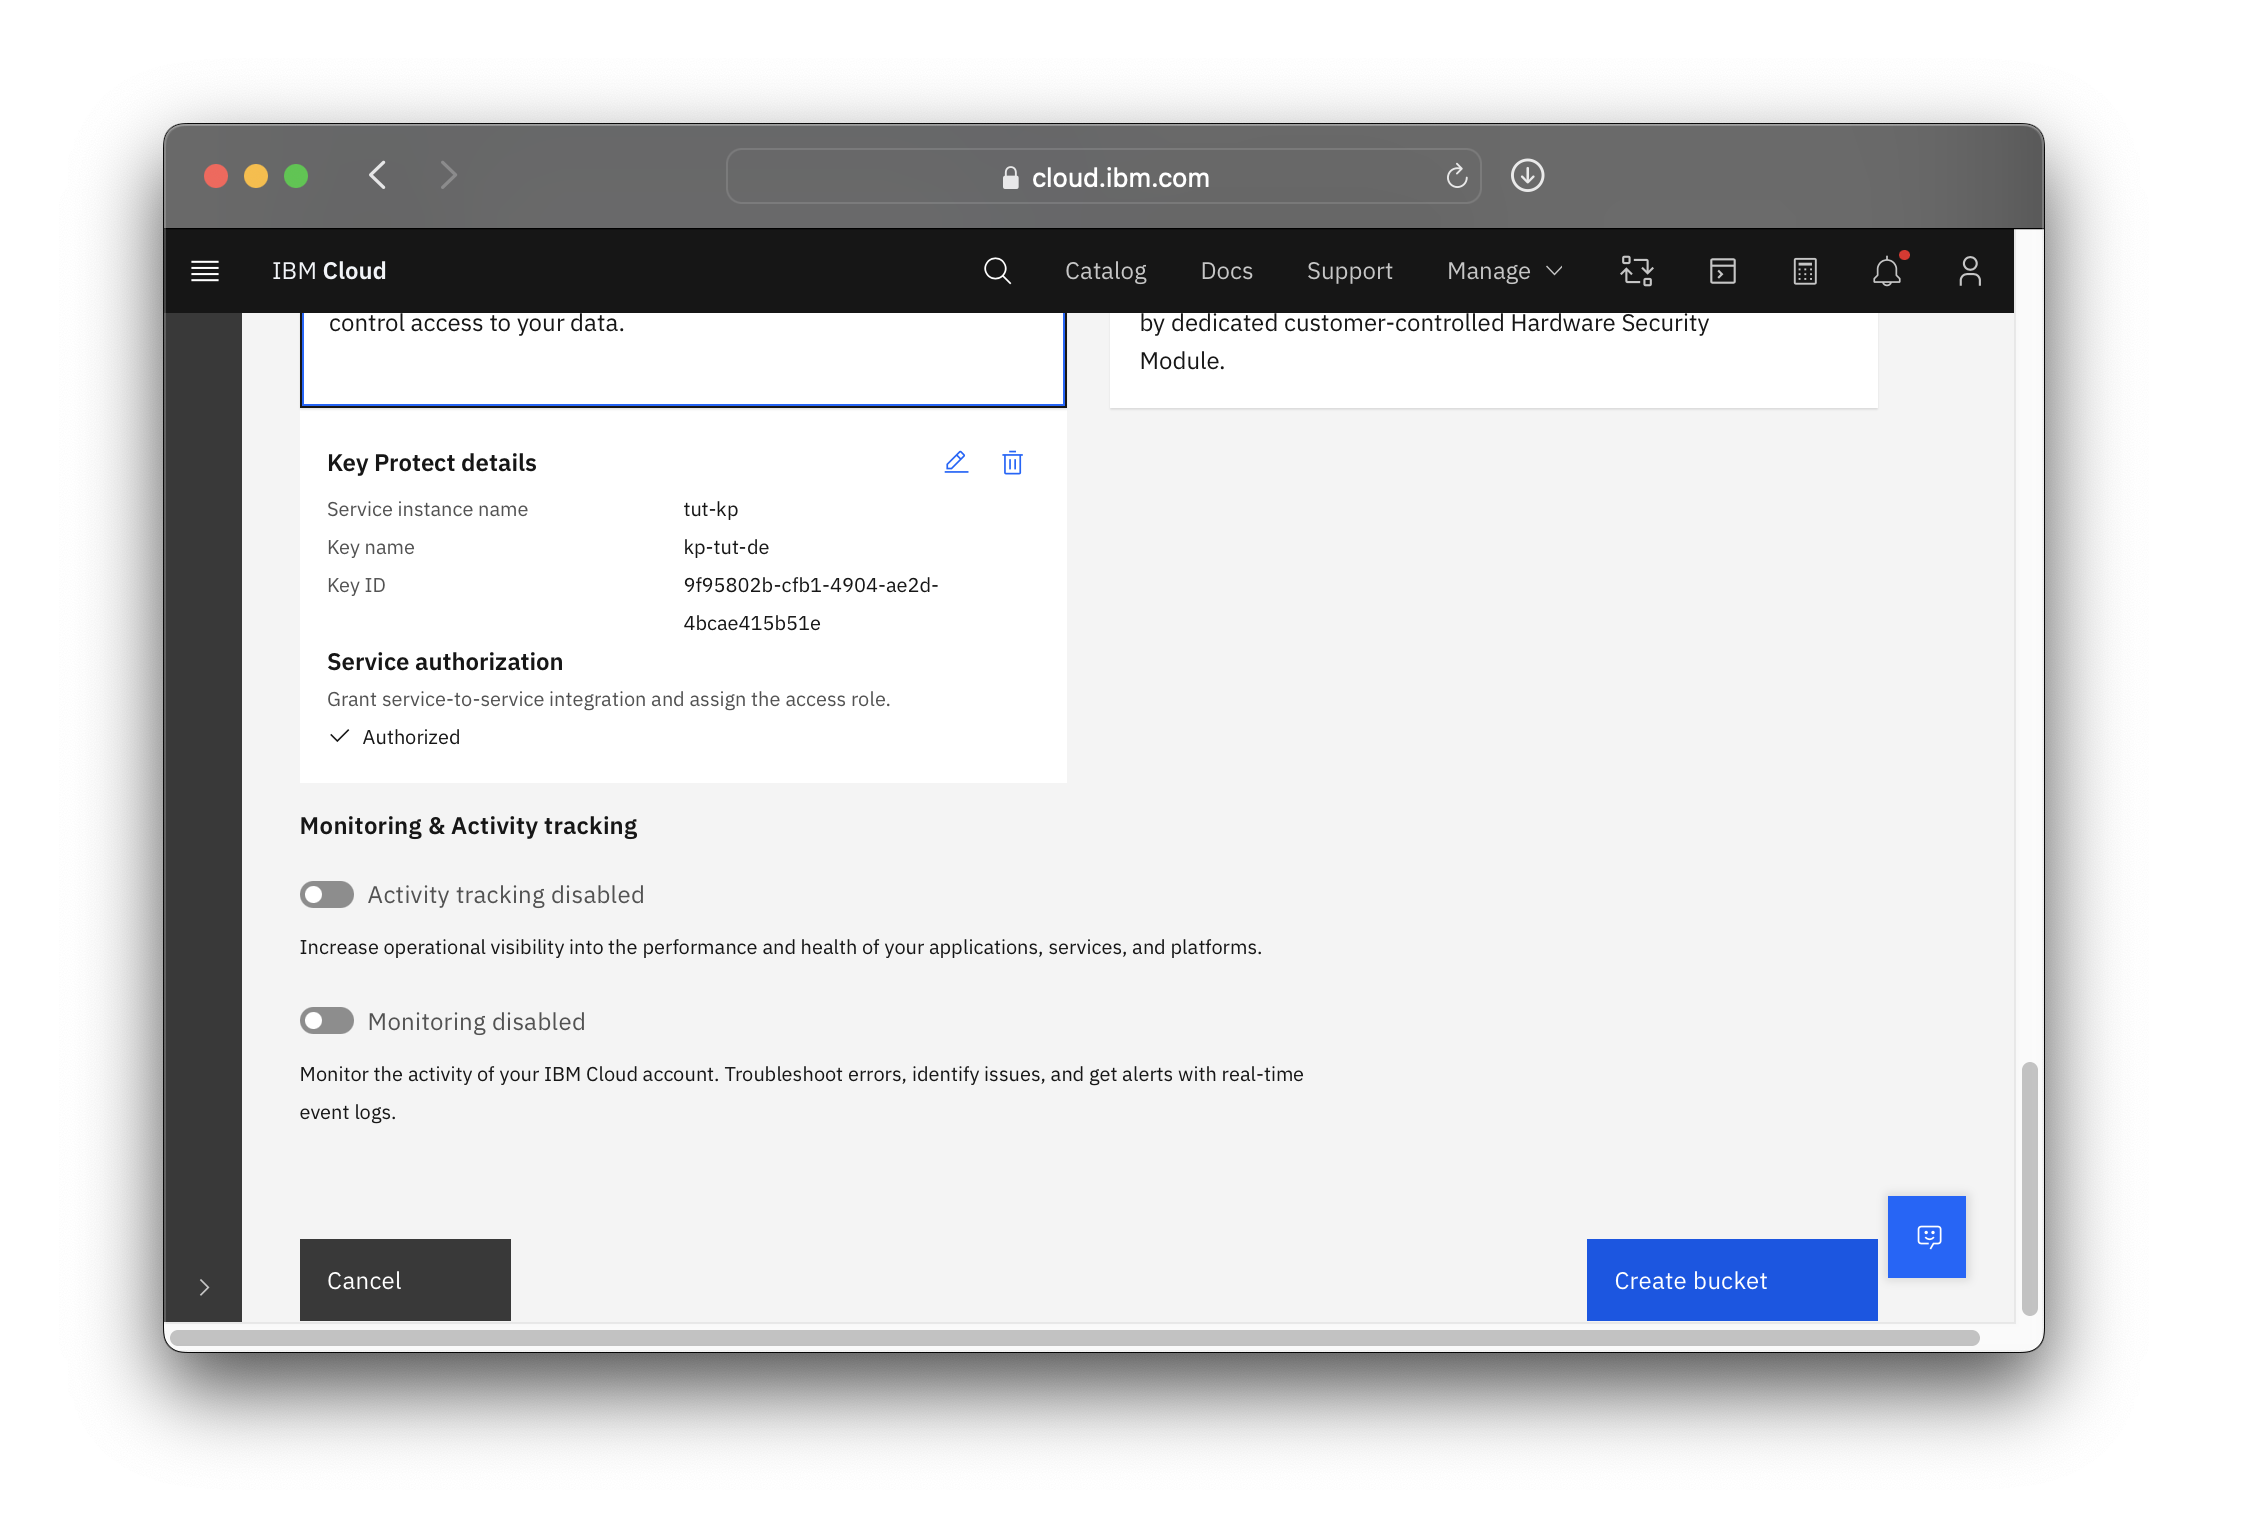 cloud.ibm.com
IBM Cloud
Catalog
Docs
Support
Manage
control access to your data.
by dedicated customer-controlled Hardware Security
Module.
Key Protect details
Service instance name tut-kp
Key name kp-tut-de
Key ID 9f95802b-cfb1-4904-ae2d-
4bcae415b51e
Service authorization
Grant service-to-service integration and assign the access role.
Authorized
Monitoring & Activity tracking
Activity tracking disabled
Increase operational visibility into the performance and health of your applications, services, and platforms.
Monitoring disabled
Monitor the activity of your IBM Cloud account. Troubleshoot errors, identify issues, and get alerts with real-time
event logs.
Cancel
Create bucket